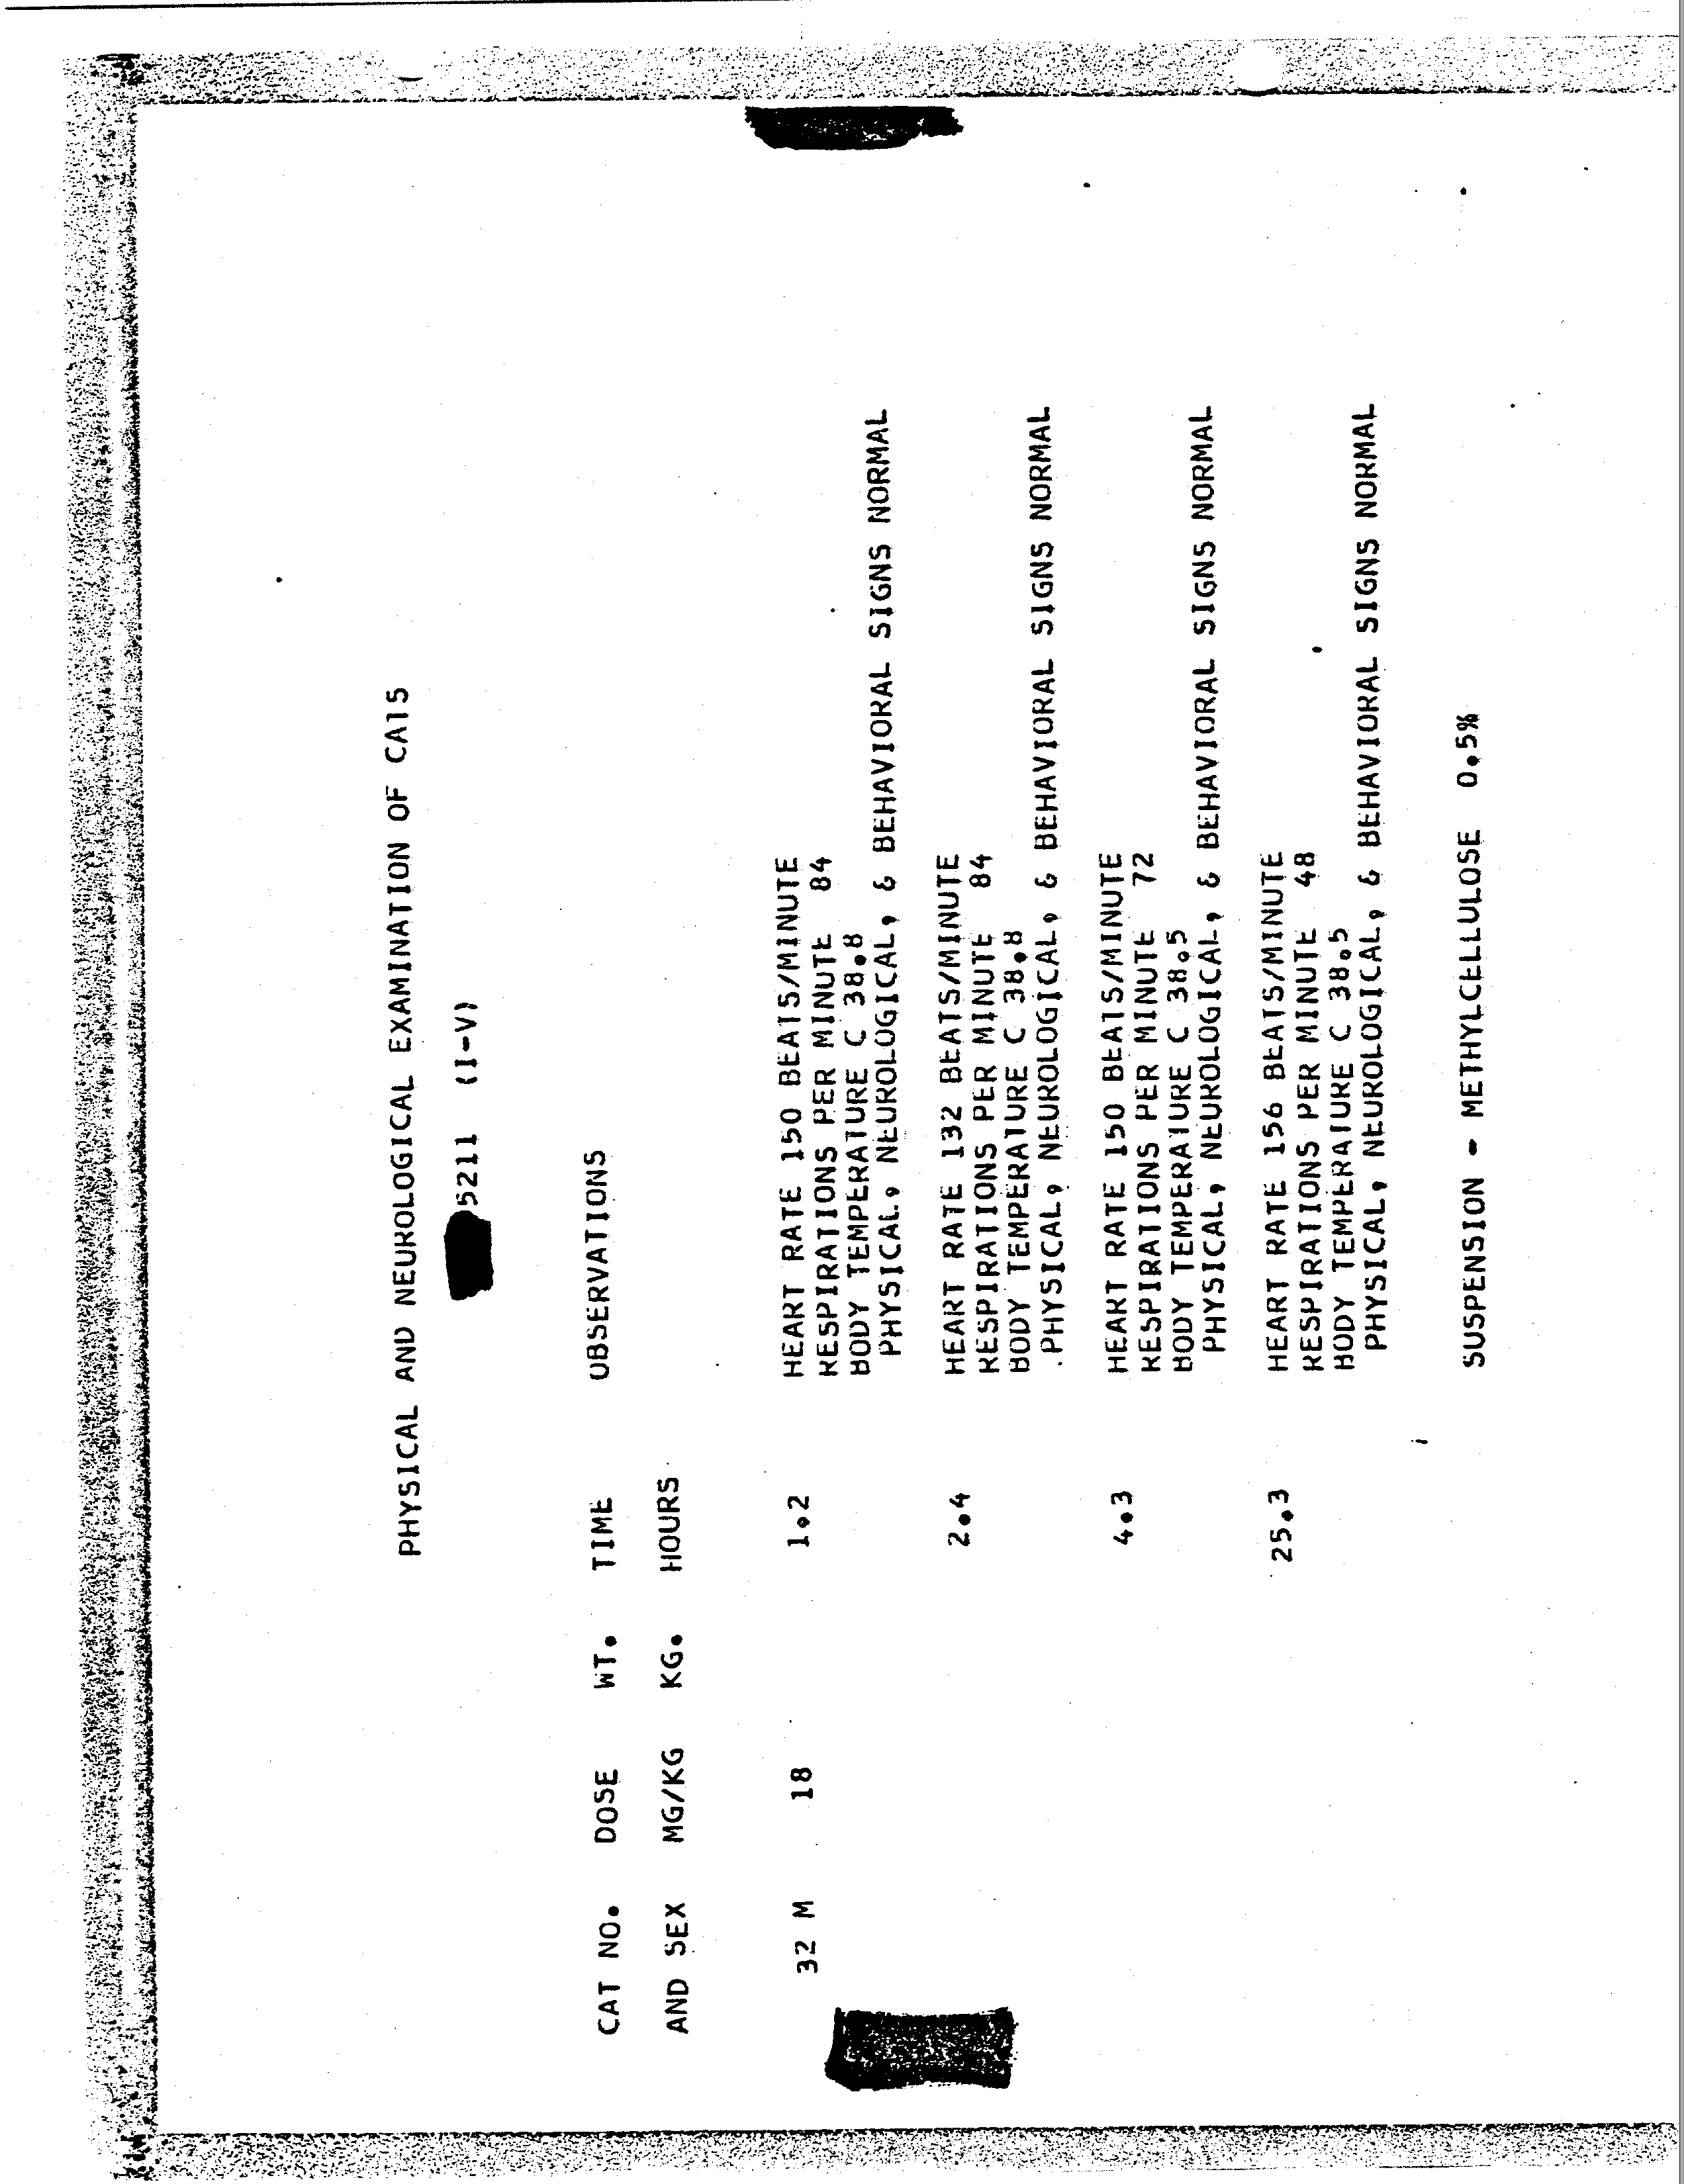 PHYSICAL AND NEUROLOGICAL EXAMINATION OF CATS
5211 (I-V)
CAT NO. DOSE WT. TIME OBSERVATIONS
AND SEX MG/KG KG. HOURS
32 M 18 1.2 HEART RATE 150 BEATS/MINUTE
RESPIRATIONS PER MINUTE 84
BODY TEMPERATURE C 38.8
PHYSICAL, NEUROLOGICAL, & BEHAVIORAL SIGNS NORMAL
2.4 HEART RATE 132 BEATS/MINUTE
RESPIRATIONS PER MINUTE 84
BODY TEMPERATURE C 38.8
PHYSICAL, NEUROLOGICAL, & BEHAVIORAL SIGNS NORMAL
4.3 HEART RATE 150 BEATS/MINUTE
RESPIRATIONS PER MINUTE 72
BODY TEMPERATURE C 38.5
PHYSICAL, NEUROLOGICAL, & BEHAVIORAL SIGNS NORMAL
25.3 HEART RATE 156 BEATS/MINUTE
RESPIRATIONS PER MINUTE 48
BODY TEMPERATURE C 38.5
PHYSICAL, NEUROLOGICAL, & BEHAVIORAL SIGNS NORMAL
SUSPENSION - METHYLCELLULOSE 0.5%